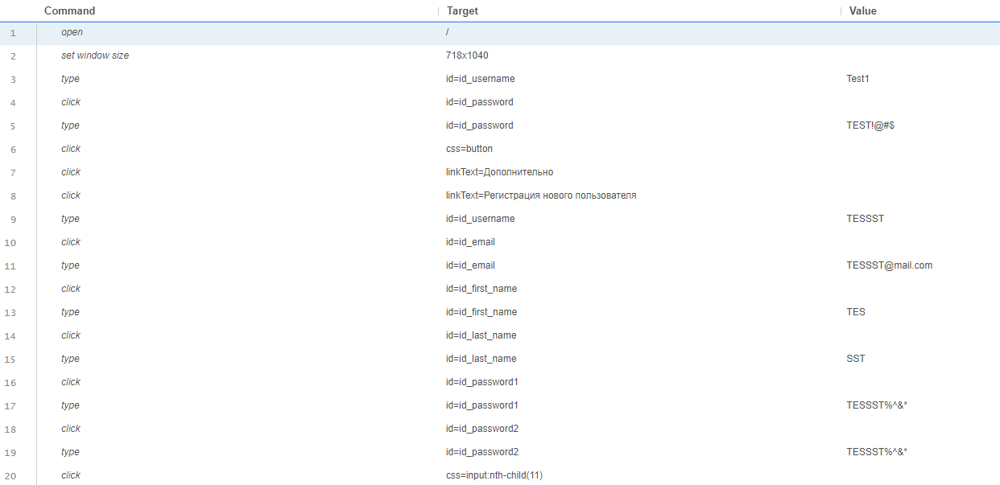 Command Target Value
1 open /
2 set window size 718x1040
3 type id=id_username Test1
4 click id=id_password
5 type id=id_password TEST!@#$
6 click css=button
7 click linkText=Дополнительно
8 click linkText=Регистрация нового пользователя
9 type id=id_username TESSST
10 click id=id_email
11 type id=id_email TESSST@mail.com
12 click id=id_first_name
13 type id=id_first_name TES
14 click id=id_last_name
15 type id=id_last_name SST
16 click id=id_password1
17 type id=id_password1 TESSST%^&*
18 click id=id_password2
19 type id=id_password2 TESSST%^&*
20 click css=input:nth-child(11)